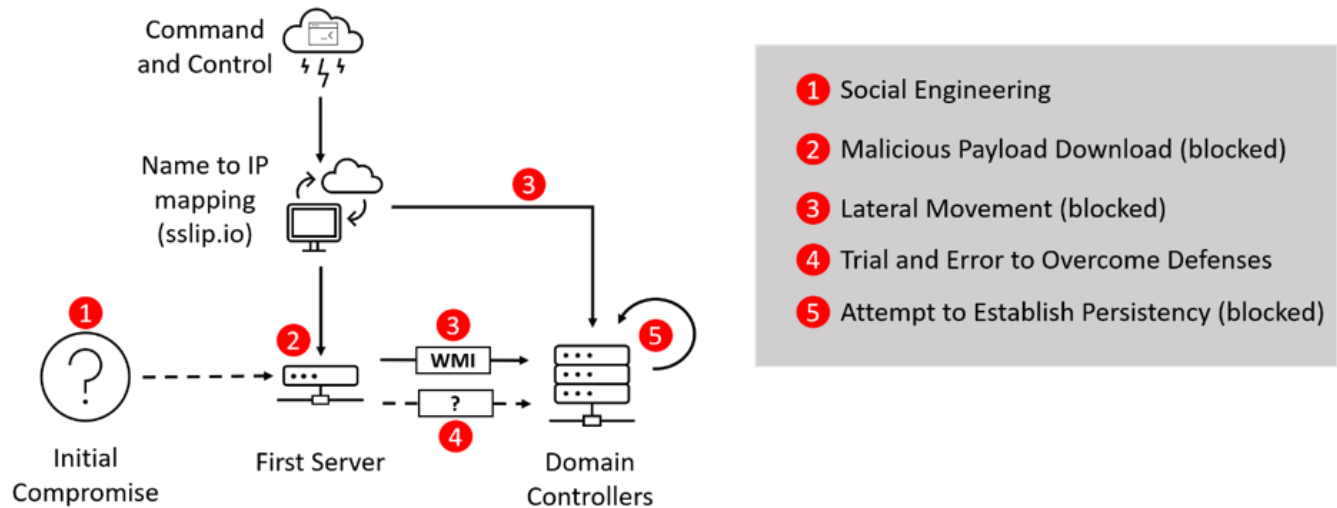 Command
and Control
Name to IP
mapping
(sslip.io)
3
1
2
3
WMI
5
?
?
4
Initial
Compromise
First Server
Domain
Controllers
1 Social Engineering
2 Malicious Payload Download (blocked)
3 Lateral Movement (blocked)
4 Trial and Error to Overcome Defenses
5 Attempt to Establish Persistency (blocked)